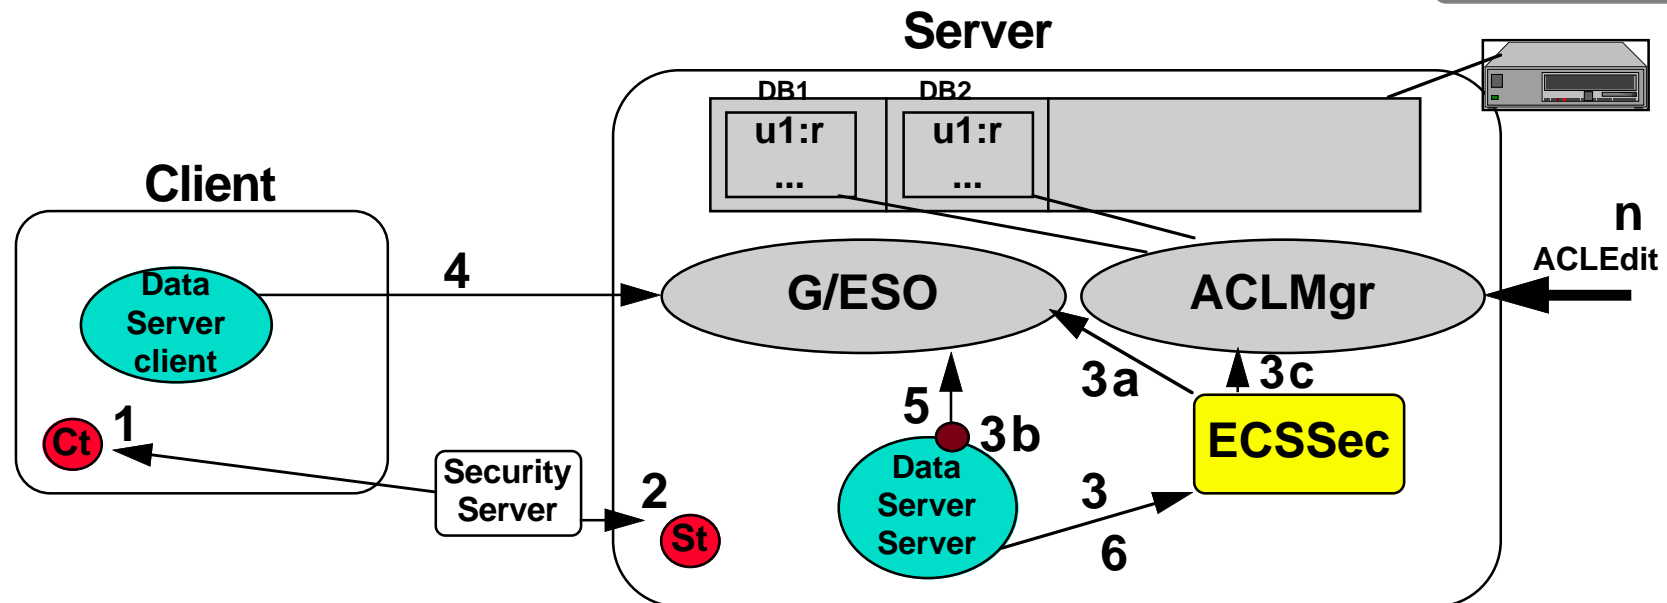 Server
DB1
DB2
u1:r
...
u1:r
...
Client
n
ACLEdit
4
G/ESO
ACLMgr
Data
Server
client
3a
3c
5
3b
1
Ct
ECSSec
Security
Server
2
St
Data
Server
Server
3
6